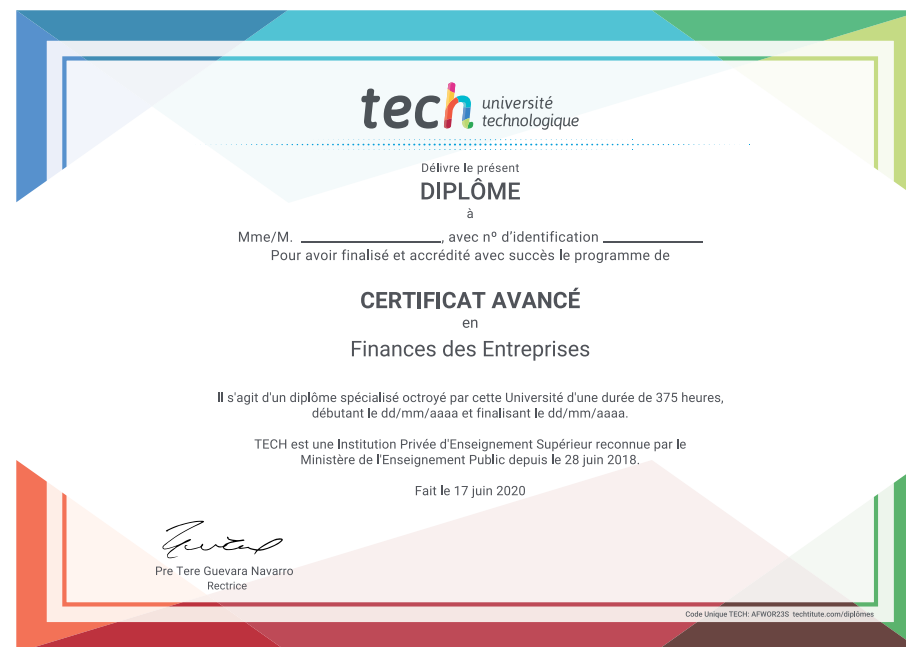 tech université
technologique
Délivre le présent
DIPLÔME
à
Mme/M. ____________________, avec nº d'identification ______________
Pour avoir finalisé et accrédité avec succès le programme de
CERTIFICAT AVANCÉ
en
Finances des Entreprises
Il s'agit d'un diplôme spécialisé octroyé par cette Université d'une durée de 375 heures,
débutant le dd/mm/aaaa et finalisant le dd/mm/aaaa.
TECH est une Institution Privée d'Enseignement Supérieur reconnue par le
Ministère de l'Enseignement Public depuis le 28 juin 2018.
Fait le 17 juin 2020
Pre Tere Guevara Navarro
Rectrice
Code Unique TECH: AFWOR23S techtitute.com/diplômes